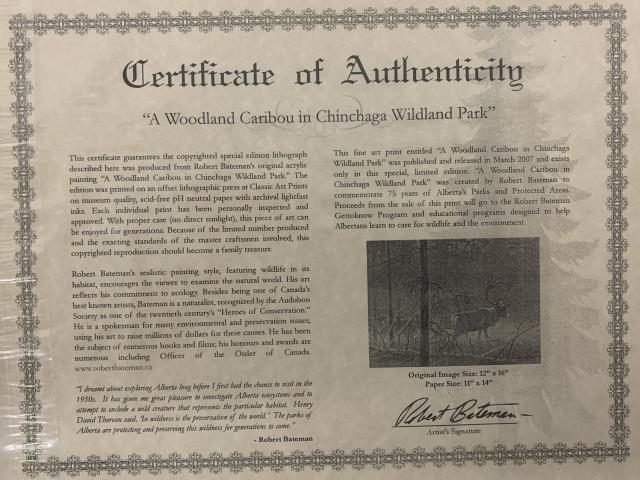 Certificate of Authenticity
"A Woodland Caribou in Chinchaga Wildland Park"
This certificate guarantees the copyrighted special edition lithograph
described here was produced from Robert Bateman's original acrylic
painting "A Woodland Caribou in Chinchaga Wildland Park." The
edition was printed on an offset lithographic press at Classic Art Prints
on museum quality, acid-free pH neutral paper with archival lightfast
inks. Each individual print has been personally inspected and
approved. With proper care (no direct sunlight), this piece of art can
be enjoyed for generations. Because of the limited number produced
and the exacting standards of the master craftsmen involved, this
copyrighted reproduction should become a family treasure.
Robert Bateman's realistic painting style, featuring wildlife in its
habitat, encourages the viewer to examine the natural world. His art
reflects his commitment to ecology. Besides being one of Canada's
best known artists, Bateman is a naturalist, recognized by the Audubon
Society as one of the twentieth century's "Heroes of Conservation."
He is a spokesman for many environmental and preservation issues,
using his art to raise millions of dollars for these causes. He has been
the subject of numerous books and films; his honours and awards are
numerous including Officer of the Order of Canada.
www.robertbateman.ca
"I dreamt about exploring Alberta long before I first had the chance to visit in the
1950s. It has given me great pleasure to investigate Alberta ecosystems and to
attempt to include a wild creature that represents the particular habitat. Henry
David Thoreau said, 'In wildness is the preservation of the world.' The parks of
Alberta are protecting and preserving this wildness for generations to come."
- Robert Bateman
This fine art print entitled "A Woodland Caribou in Chinchaga
Wildland Park" was published and released in March 2007 and exists
only in this special, limited edition. "A Woodland Caribou in
Chinchaga Wildland Park" was created by Robert Bateman to
commemorate 75 years of Alberta's Parks and Protected Areas.
Proceeds from the sale of this print will go to the Robert Bateman
Gettoknow Program and educational programs designed to help
Albertans learn to care for wildlife and the environment.
Original Image Size: 12" x 16"
Paper Size: 11" x 14"
Robert Bateman
Artist's Signature